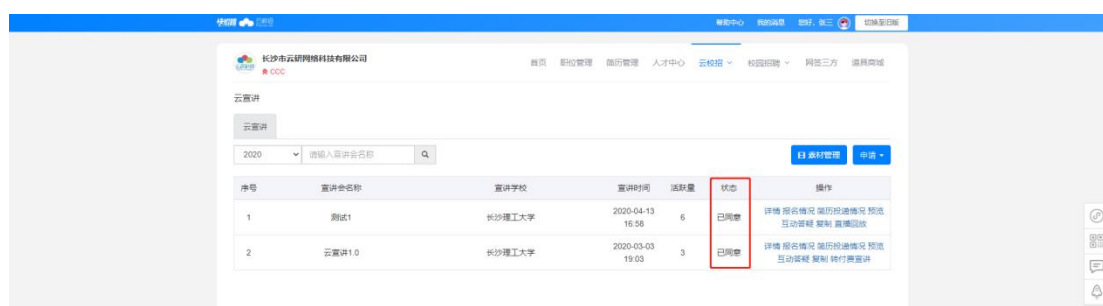 云研招
帮助中心 我的消息 您好，张三 切换至旧版
长沙市云研网络科技有限公司
CCC
首页 职位管理 简历管理 人才中心 云校招 校园招聘 网签三方 道具商城
云宣讲
云宣讲
2020 请输入宣讲会名称 素材管理 申请
序号 宣讲会名称 宣讲学校 宣讲时间 活跃量 状态 操作
1 测试1 长沙理工大学 2020-04-13 16:58 6 已同意 详情 报名情况 简历投递情况 预览
互动答疑 复制 直播回放
2 云宣讲1.0 长沙理工大学 2020-03-03 19:03 3 已同意 详情 报名情况 简历投递情况 预览
互动答疑 复制 转付费宣讲